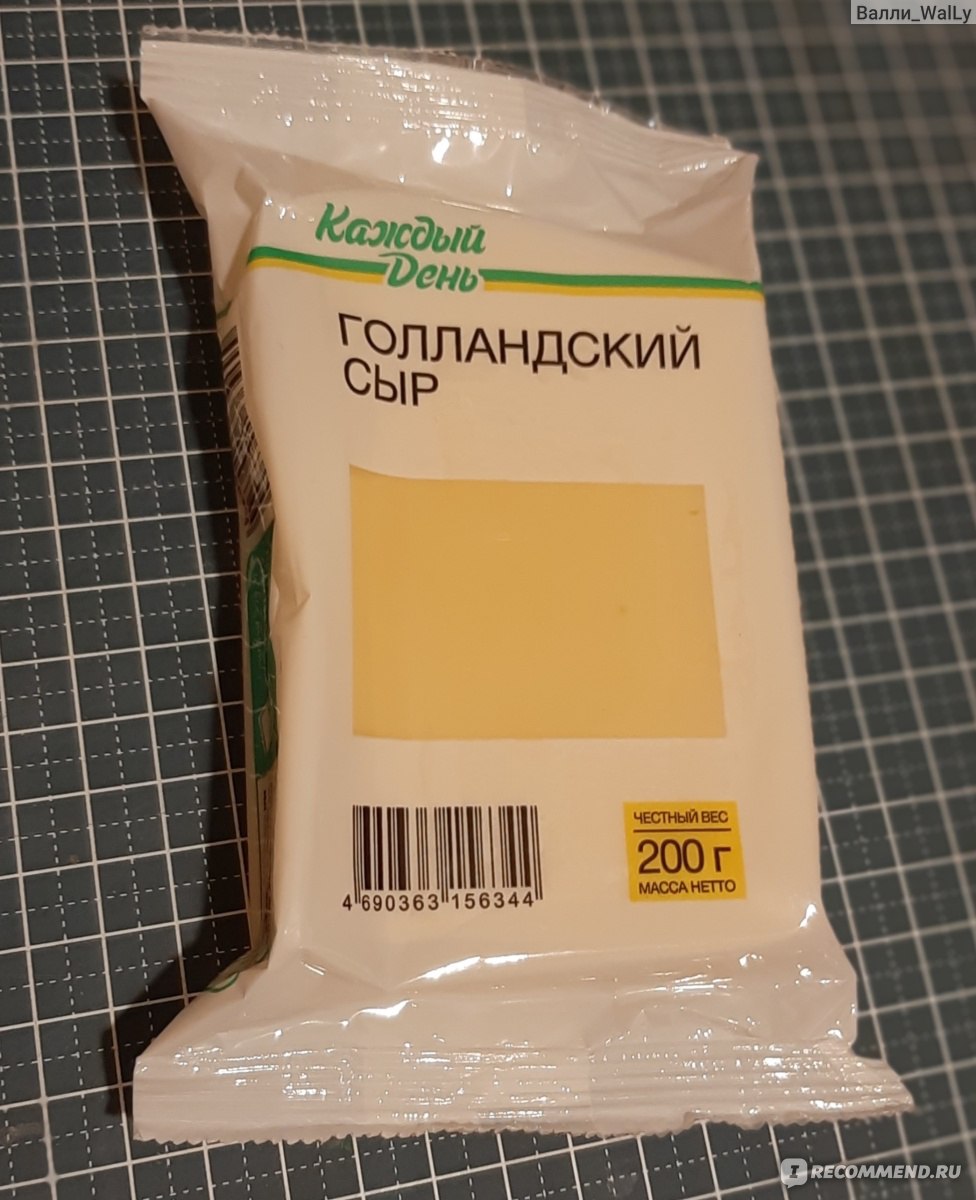 Валли_WalLy
Каждый
День
ГОЛЛАНДСКИЙ
СЫР
ЧЕСТНЫЙ ВЕС
200 г
МАССА НЕТТО
4 690363 156344
I RECOMMEND.RU